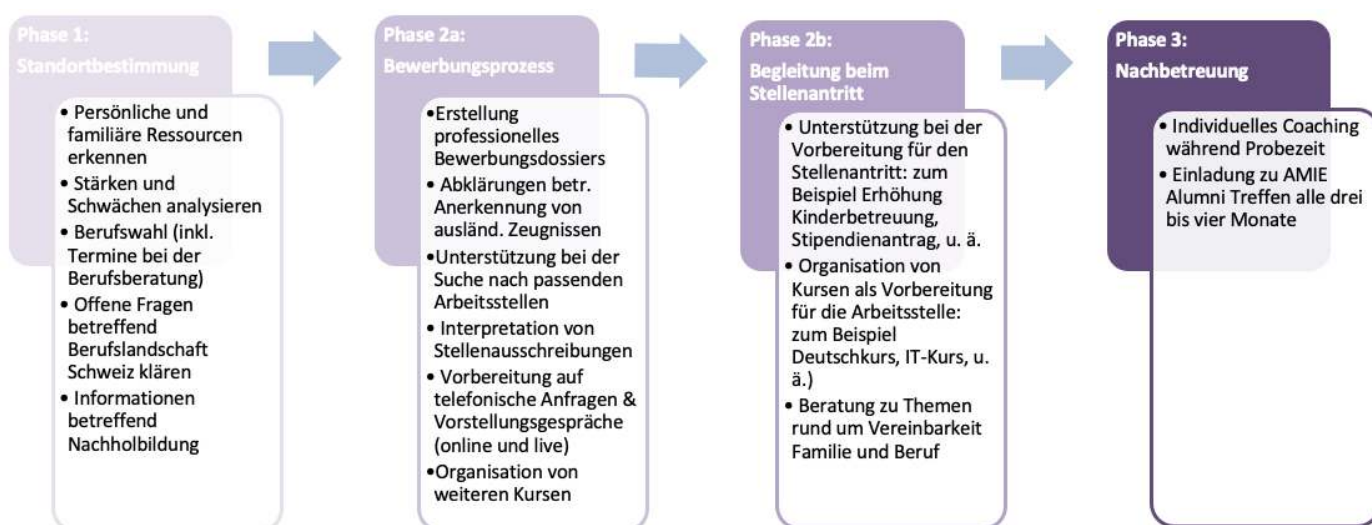 Phase 1:
Standortbestimmung
• Persönliche und
familiäre Ressourcen
erkennen
• Stärken und
Schwächen analysieren
• Berufswahl (inkl.
Termine bei der
Berufsberatung)
• Offene Fragen
betreffend
Berufslandschaft
Schweiz klären
• Informationen
betreffend
Nachholbildung
Phase 2a:
Bewerbungsprozess
•Erstellung
professionelles
Bewerbungsdossiers
• Abklärungen betr.
Anerkennung von
ausländ. Zeugnissen
•Unterstützung bei der
Suche nach passenden
Arbeitsstellen
• Interpretation von
Stellenausschreibungen
• Vorbereitung auf
telefonische Anfragen &
Vorstellungsgespräche
(online und live)
•Organisation von
weiteren Kursen
Phase 2b:
Begleitung beim
Stellenantritt
• Unterstützung bei der
Vorbereitung für den
Stellenantritt: zum
Beispiel Erhöhung
Kinderbetreuung,
Stipendienantrag, u. ä.
• Organisation von
Kursen als Vorbereitung
für die Arbeitsstelle:
zum Beispiel
Deutschkurs, IT-Kurs, u.
ä.)
• Beratung zu Themen
rund um Vereinbarkeit
Familie und Beruf
Phase 3:
Nachbetreuung
• Individuelles Coaching
während Probezeit
• Einladung zu AMIE
Alumni Treffen alle drei
bis vier Monate